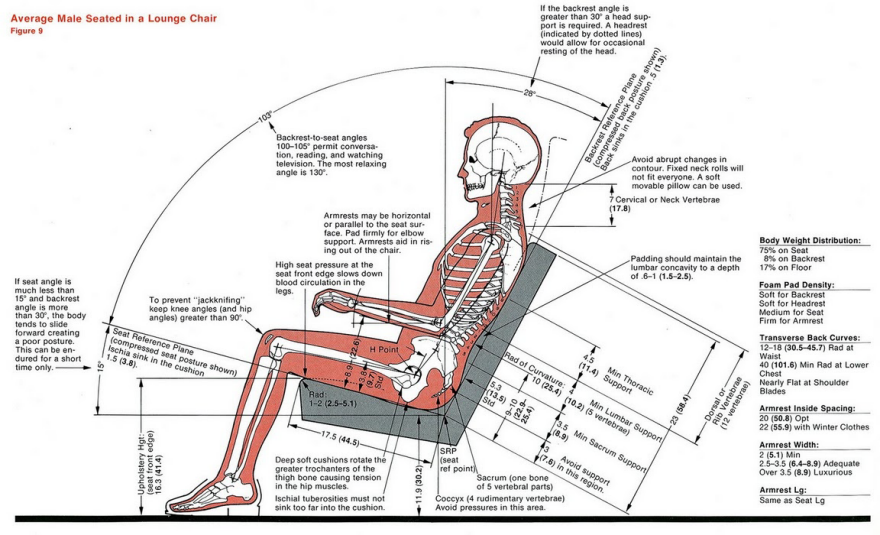 Average Male Seated in a Lounge Chair
Figure 9
If the backrest angle is
greater than 30° a head sup-
port is required. A headrest
(indicated by dotted lines)
would allow for occasional
resting of the head.
28°
Backrest Reference Plane
(compressed back posture shown)
Back sinks in the cushion .5 (1.3).
103°
Backrest-to-seat angles
100–105° permit conversa-
tion, reading, and watching
television. The most relaxing
angle is 130°.
Avoid abrupt changes in
contour. Fixed neck rolls will
not fit everyone. A soft
movable pillow can be used.
7 Cervical or Neck Vertebrae
(17.8)
Armrests may be horizontal
or parallel to the seat sur-
face. Pad firmly for elbow
support. Armrests aid in ris-
ing out of the chair.
High seat pressure at the
seat front edge slows down
blood circulation in the
legs.
Padding should maintain the
lumbar concavity to a depth
of .6–1 (1.5–2.5).
If seat angle is
much less than
15° and backrest
angle is more
than 30°, the body
tends to slide
forward creating
a poor posture.
This can be en-
dured for a short
time only.
To prevent "jackknifing"
keep knee angles (and hip
angles) greater than 90°.
Seat Reference Plane
(compressed seat posture shown)
Ischia sink in the cushion
1.5 (3.8).
15°
H Point
8.9 (22.6)
3.8
(9.7)
Std
Rad:
1–2 (2.5–5.1)
17.5 (44.5)
Upholstery Hgt:
(seat front edge)
16.3 (41.4)
Deep soft cushions rotate the
greater trochanters of the
thigh bone causing tension
in the hip muscles.
Ischial tuberosities must not
sink too far into the cushion.
11.9 (30.2)
SRP
(seat
ref point)
Sacrum (one bone
of 5 vertebral parts)
Coccyx (4 rudimentary vertebrae)
Avoid pressures in this area.
Rad of Curvature:
10 (25.4)
5.3
(13.5)
Std
9-10
(22.9–
25.4)
4.5
(11.4)
Min Thoracic
Support
4
(10.2)
Min Lumbar Support
(5 vertebrae)
3.5
(8.9)
Min Sacrum Support
3
(7.6)
Avoid support
in this region.
23 (58.4)
Dorsal or
Rib Vertebrae
(12 vertebrae)
Body Weight Distribution:
75% on Seat
8% on Backrest
17% on Floor
Foam Pad Density:
Soft for Backrest
Soft for Headrest
Medium for Seat
Firm for Armrest
Transverse Back Curves:
12–18 (30.5–45.7) Rad at
Waist
40 (101.6) Min Rad at Lower
Chest
Nearly Flat at Shoulder
Blades
Armrest Inside Spacing:
20 (50.8) Opt
22 (55.9) with Winter Clothes
Armrest Width:
2 (5.1) Min
2.5–3.5 (6.4–8.9) Adequate
Over 3.5 (8.9) Luxurious
Armrest Lg:
Same as Seat Lg